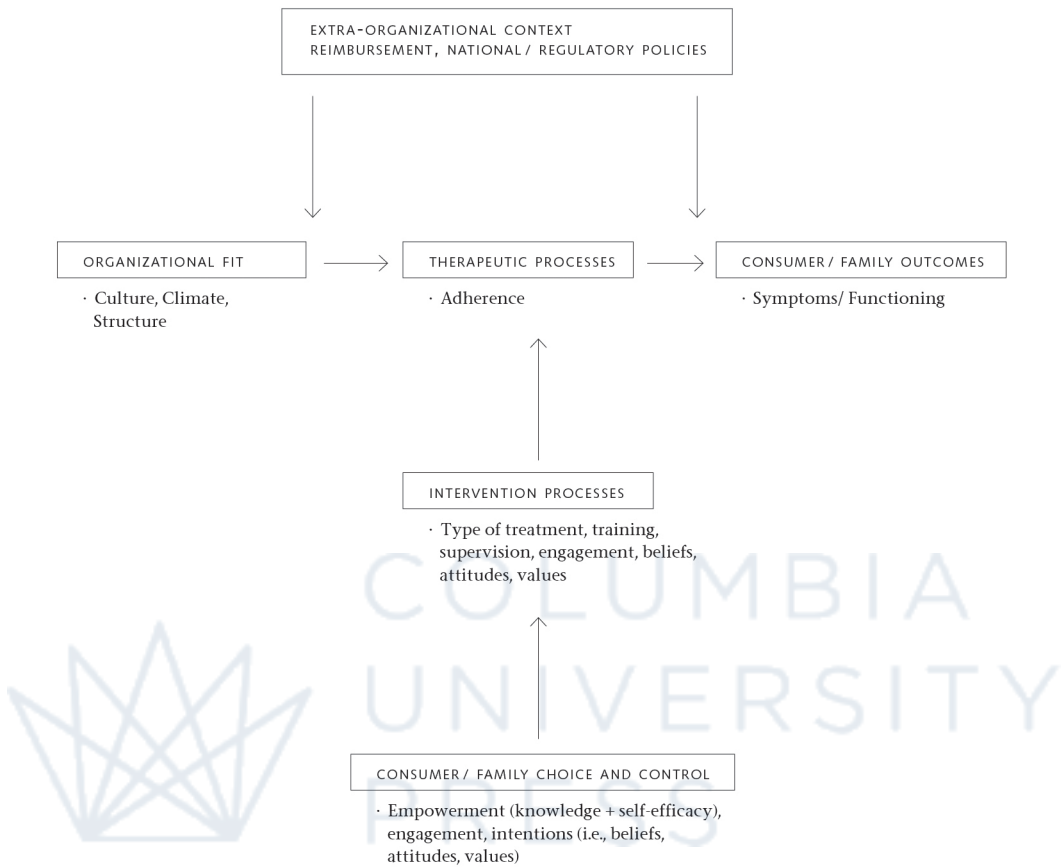 EXTRA-ORGANIZATIONAL CONTEXT
REIMBURSEMENT, NATIONAL/ REGULATORY POLICIES
ORGANIZATIONAL FIT
· Culture, Climate,
Structure
THERAPEUTIC PROCESSES
· Adherence
CONSUMER/ FAMILY OUTCOMES
· Symptoms/ Functioning
INTERVENTION PROCESSES
· Type of treatment, training,
supervision, engagement, beliefs,
attitudes, values
CONSUMER/ FAMILY CHOICE AND CONTROL
· Empowerment (knowledge + self-efficacy),
engagement, intentions (i.e., beliefs,
attitudes, values)
COLUMBIA
UNIVERSITY
PRESS